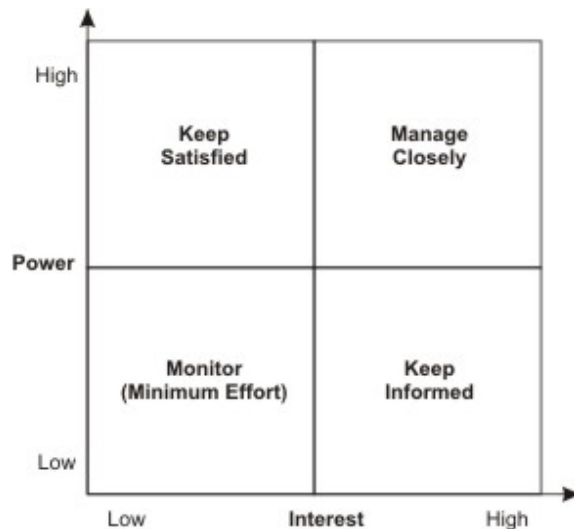 High
Keep
Satisfied
Manage
Closely
Power
Monitor
(Minimum Effort)
Keep
Informed
Low
Low
Interest
High